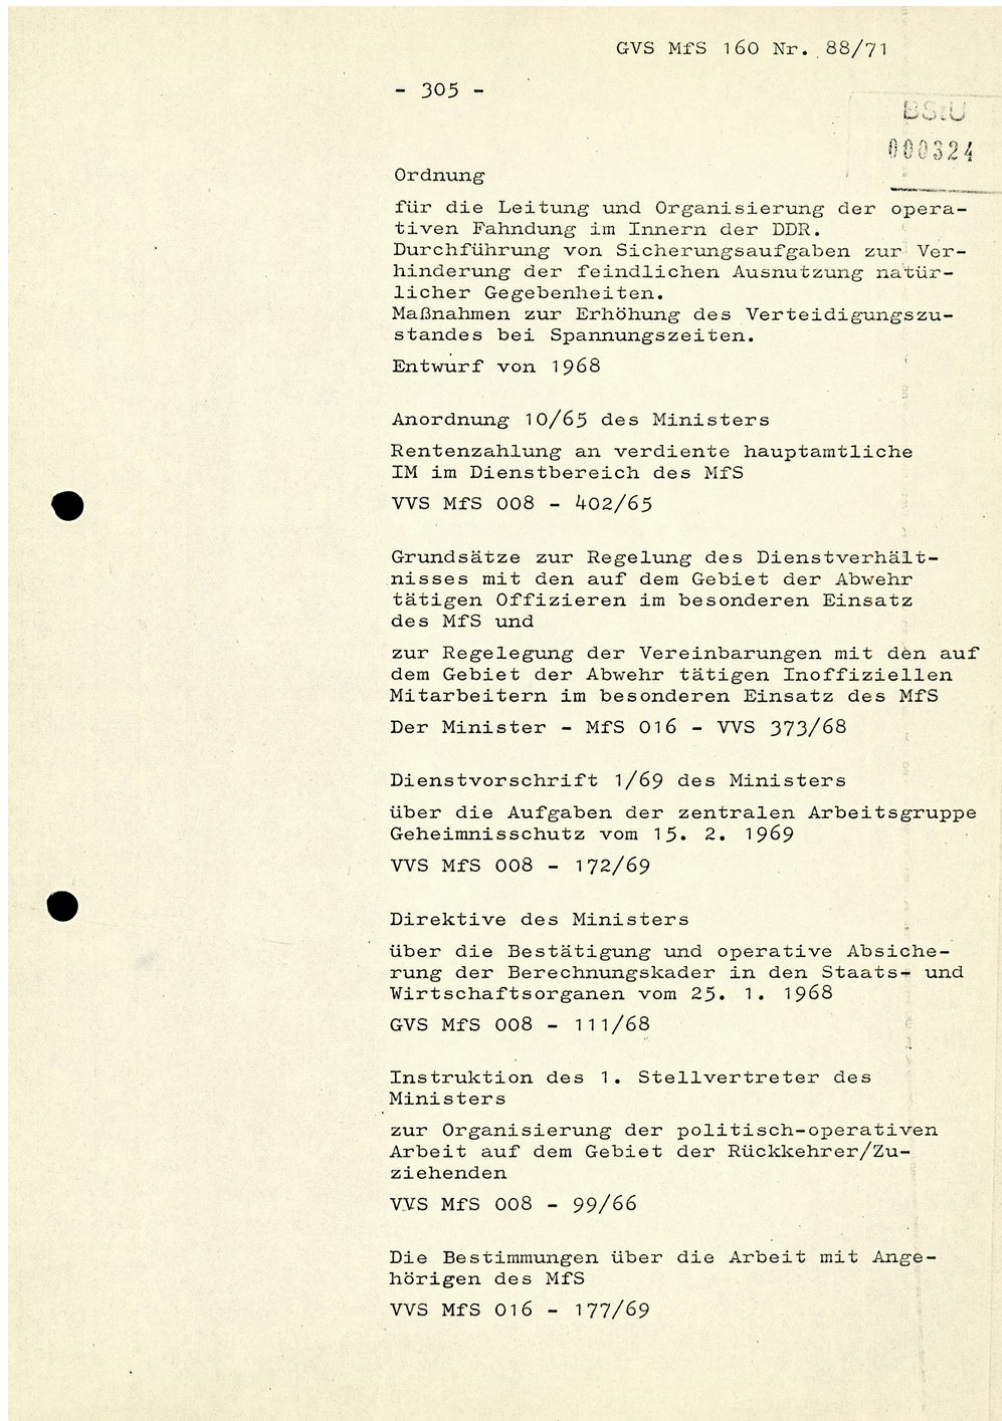 GVS MfS 160 Nr. 88/71
- 305 -
BStU
000324
Ordnung
für die Leitung und Organisierung der opera-
tiven Fahndung im Innern der DDR.
Durchführung von Sicherungsaufgaben zur Ver-
hinderung der feindlichen Ausnutzung natür-
licher Gegebenheiten.
Maßnahmen zur Erhöhung des Verteidigungszu-
standes bei Spannungszeiten.
Entwurf von 1968
Anordnung 10/65 des Ministers
Rentenzahlung an verdiente hauptamtliche
IM im Dienstbereich des MfS
VVS MfS 008 - 402/65
Grundsätze zur Regelung des Dienstverhält-
nisses mit den auf dem Gebiet der Abwehr
tätigen Offizieren im besonderen Einsatz
des MfS und
zur Regelegung der Vereinbarungen mit den auf
dem Gebiet der Abwehr tätigen Inoffiziellen
Mitarbeitern im besonderen Einsatz des MfS
Der Minister - MfS 016 - VVS 373/68
Dienstvorschrift 1/69 des Ministers
über die Aufgaben der zentralen Arbeitsgruppe
Geheimnisschutz vom 15. 2. 1969
VVS MfS 008 - 172/69
Direktive des Ministers
über die Bestätigung und operative Absiche-
rung der Berechnungskader in den Staats- und
Wirtschaftsorganen vom 25. 1. 1968
GVS MfS 008 - 111/68
Instruktion des 1. Stellvertreter des
Ministers
zur Organisierung der politisch-operativen
Arbeit auf dem Gebiet der Rückkehrer/Zu-
ziehenden
VVS MfS 008 - 99/66
Die Bestimmungen über die Arbeit mit Ange-
hörigen des MfS
VVS MfS 016 - 177/69